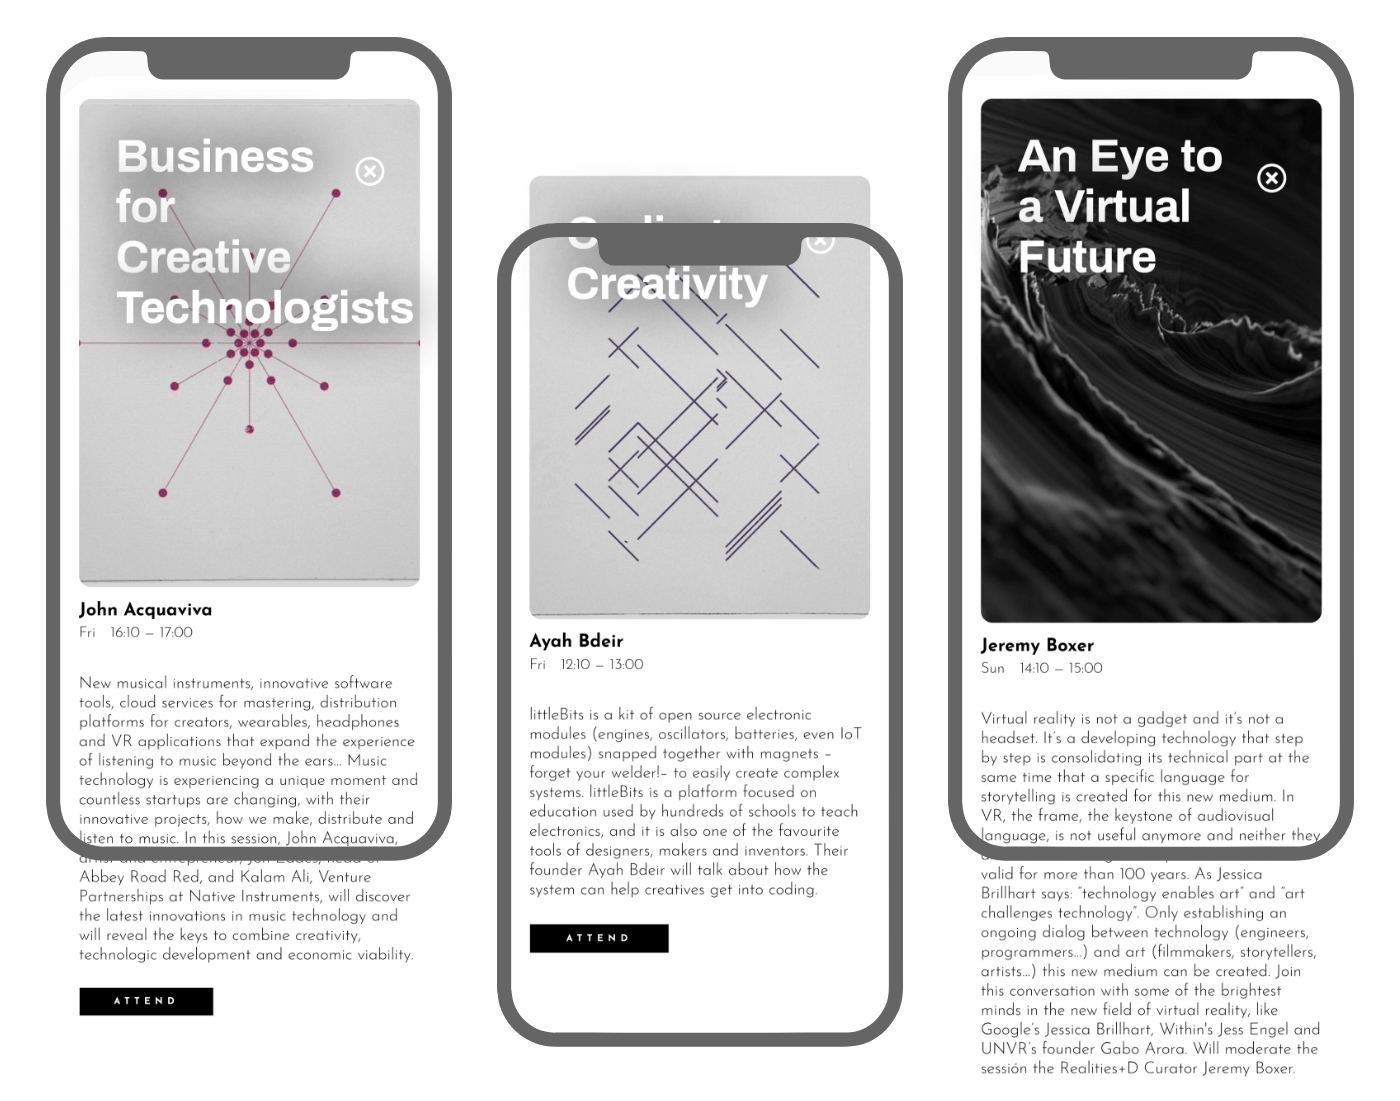 Business
for
Creative
Technologists
John Acquaviva
Fri 16:10 – 17:00
New musical instruments, innovative software
tools, cloud services for mastering, distribution
platforms for creators, wearables, headphones
and VR applications that expand the experience
of listening to music beyond the ears... Music
technology is experiencing a unique moment and
countless startups are changing, with their
innovative projects, how we make, distribute and
listen to music. In this session, John Acquaviva,
artist and entrepreneur, Jon Eades, head of
Abbey Road Red, and Kalam Ali, Venture
Partnerships at Native Instruments, will discover
the latest innovations in music technology and
will reveal the keys to combine creativity,
technologic development and economic viability.
ATTEND
Creativity
Ayah Bdeir
Fri 12:10 – 13:00
littleBits is a kit of open source electronic
modules (engines, oscillators, batteries, even IoT
modules) snapped together with magnets –
forget your welder!– to easily create complex
systems. littleBits is a platform focused on
education used by hundreds of schools to teach
electronics, and it is also one of the favourite
tools of designers, makers and inventors. Their
founder Ayah Bdeir will talk about how the
system can help creatives get into coding.
ATTEND
An Eye to
a Virtual
Future
Jeremy Boxer
Sun 14:10 – 15:00
Virtual reality is not a gadget and it's not a
headset. It's a developing technology that step
by step is consolidating its technical part at the
same time that a specific language for
storytelling is created for this new medium. In
VR, the frame, the keystone of audiovisual
language, is not useful anymore and neither they
valid for more than 100 years. As Jessica
Brillhart says: "technology enables art" and "art
challenges technology". Only establishing an
ongoing dialog between technology (engineers,
programmers...) and art (filmmakers, storytellers,
artists...) this new medium can be created. Join
this conversation with some of the brightest
minds in the new field of virtual reality, like
Google's Jessica Brillhart, Within's Jess Engel and
UNVR's founder Gabo Arora. Will moderate the
sessión the Realities+D Curator Jeremy Boxer.